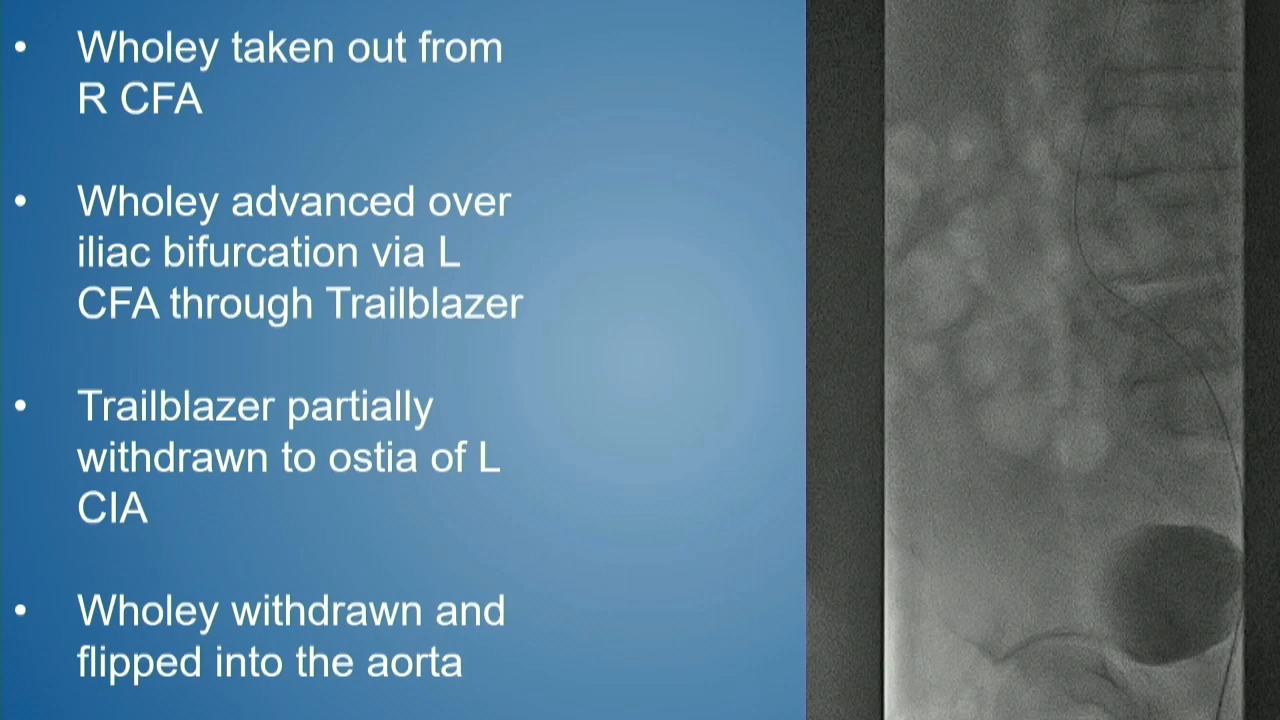 • Wholey taken out from
R CFA
• Wholey advanced over
iliac bifurcation via L
CFA through Trailblazer
• Trailblazer partially
withdrawn to ostia of L
CIA
• Wholey withdrawn and
flipped into the aorta